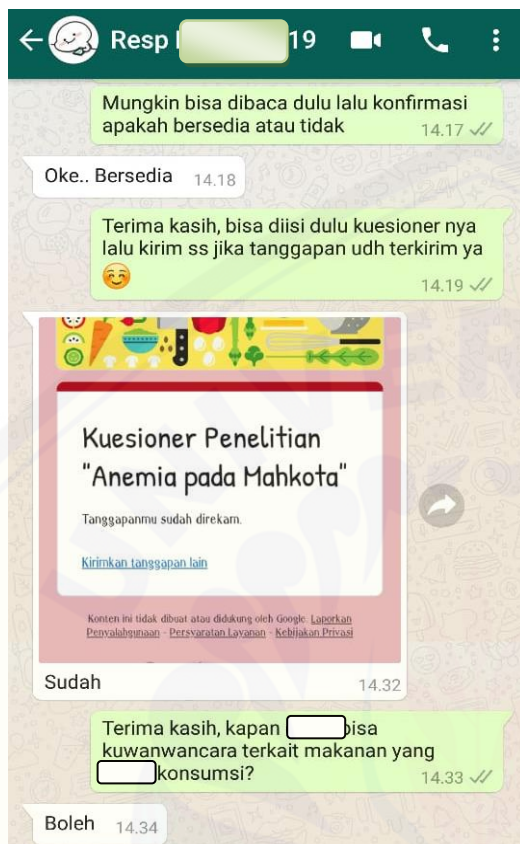 Resp 19
Mungkin bisa dibaca dulu lalu konfirmasi
apakah bersedia atau tidak 14.17
Oke.. Bersedia 14.18
Terima kasih, bisa diisi dulu kuesioner nya
lalu kirim ss jika tanggapan udh terkirim ya
14.19
Kuesioner Penelitian
"Anemia pada Mahkota"
Tanggapanmu sudah direkam.
Kirimkan tanggapan lain
Konten ini tidak dibuat atau didukung oleh Google. Laporkan
Penyalahgunaan - Persyaratan Layanan - Kebijakan Privasi
Sudah 14.32
Terima kasih, kapan bisa
kuwanwancara terkait makanan yang
konsumsi? 14.33
Boleh 14.34